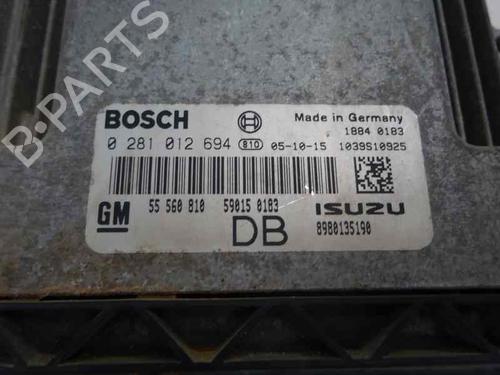 B-PARTS
BOSCH
Made in Germany
1884 0183
0 281 012 694 810 05-10-15 1039S10925
GM 55 560 810 59015 0183 ISUZU
DB 8980135190